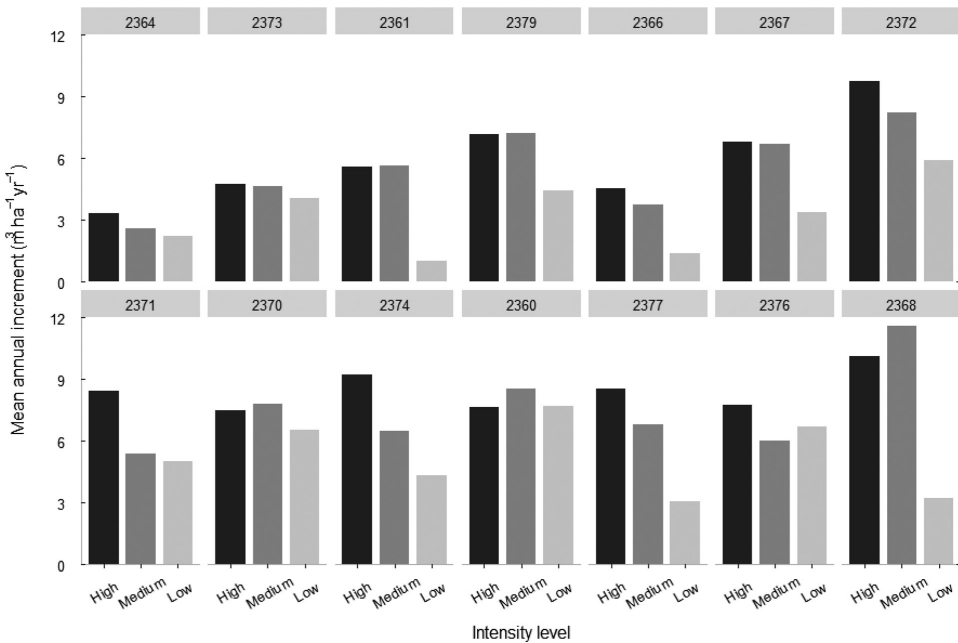 2364 2373 2361 2379 2366 2367 2372
12
9
6
3
0
2371 2370 2374 2360 2377 2376 2368
12
9
6
3
0
Mean annual increment (m³ ha⁻¹ yr⁻¹)
High Medium Low High Medium Low High Medium Low High Medium Low High Medium Low High Medium Low High Medium Low
Intensity level